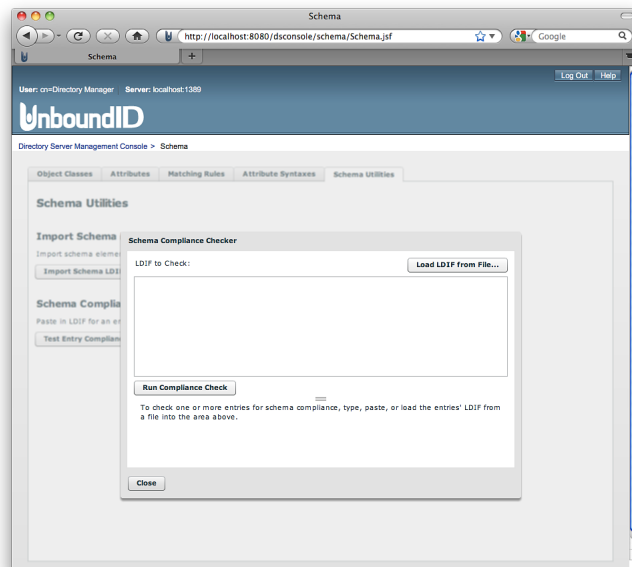 Schema
http://localhost:8080/dsconsole/schema/Schema.jsf
Google
Schema
Log Out Help
User: cn=Directory Manager Server: localhost:1389
UnboundID
Directory Server Management Console > Schema
Object Classes Attributes Matching Rules Attribute Syntaxes Schema Utilities
Schema Utilities
Import Schema
Import schema
Import Schema
Schema
Paste in LDIF for an
Test Entry
Schema Compliance Checker
LDIF to Check:
Load LDIF from File...
Run Compliance Check
To check one or more entries for schema compliance, type, paste, or load the entries' LDIF from
a file into the area above.
Close